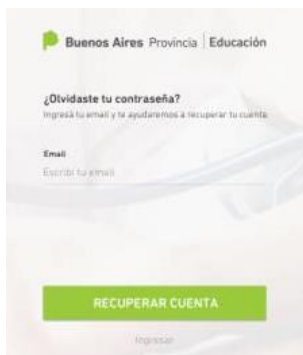 Buenos Aires Provincia Educación
¿Olvidaste tu contraseña?
Ingresá tu email y te ayudaremos a recuperar tu cuenta
Email
Escribí tu email
RECUPERAR CUENTA
Ingresar